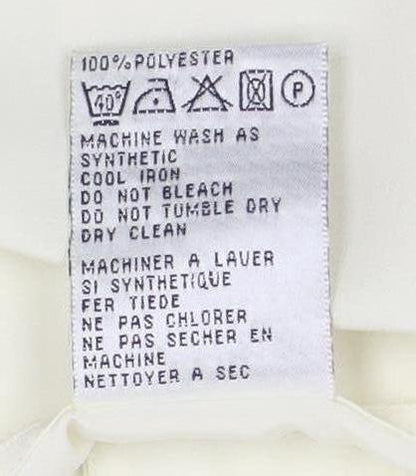 100% POLYESTER
40° P
MACHINE WASH AS
SYNTHETIC
COOL IRON
DO NOT BLEACH
DO NOT TUMBLE DRY
DRY CLEAN
MACHINER A LAVER
SI SYNTHETIQUE
FER TIEDE
NE PAS CHLORER
NE PAS SECHER EN
MACHINE
NETTOYER A SEC